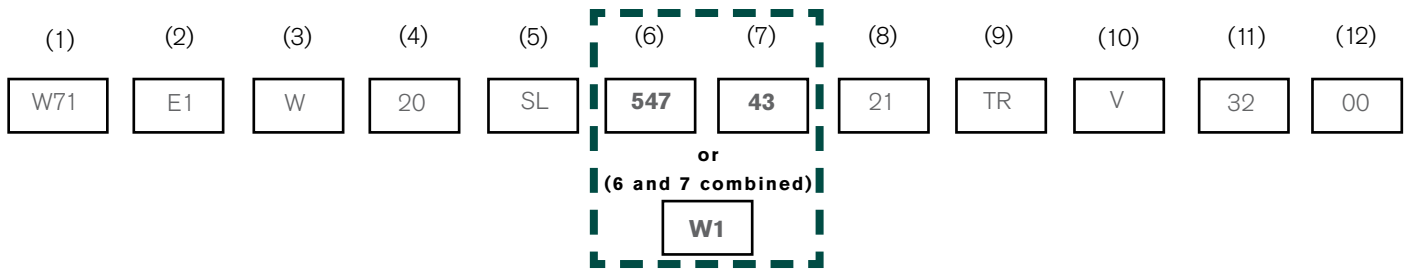 (1) (2) (3) (4) (5) (6) (7) (8) (9) (10) (11) (12)
W71 E1 W 20 SL 547 43 21 TR V 32 00
or
(6 and 7 combined)
W1